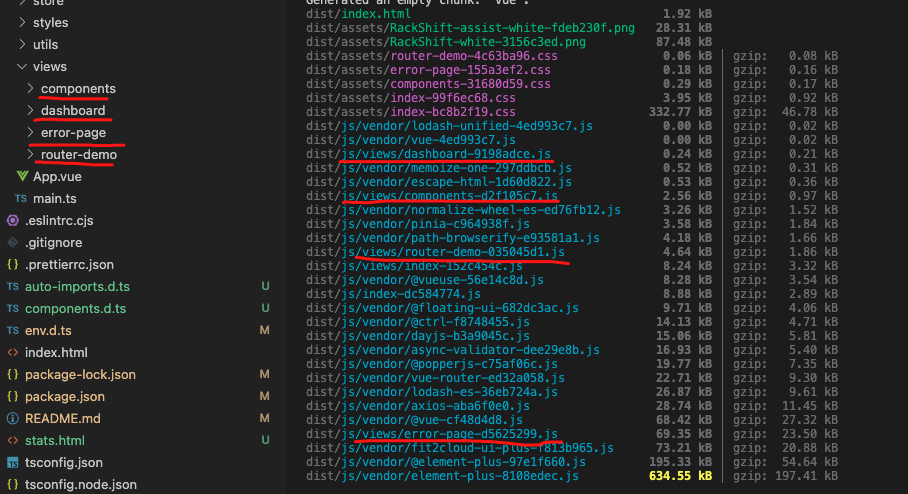 store
styles
utils
views
components
dashboard
error-page
router-demo
App.vue
TS main.ts
.eslintrc.cjs
.gitignore
{} .prettierrc.json
TS auto-imports.d.ts U
TS components.d.ts U
TS env.d.ts M
<> index.html
{} package-lock.json M
{} package.json M
README.md M
<> stats.html U
tsconfig.json
tsconfig.node.json
Generated an empty chunk: "vue".
dist/index.html 1.92 kB
dist/assets/RackShift-assist-white-fdeb230f.png 28.31 kB
dist/assets/RackShift-white-3156c3ed.png 87.48 kB
dist/assets/router-demo-4c63ba96.css 0.06 kB │ gzip: 0.08 kB
dist/assets/error-page-155a3ef2.css 0.18 kB │ gzip: 0.16 kB
dist/assets/components-31680d59.css 0.29 kB │ gzip: 0.17 kB
dist/assets/index-99f6ec68.css 3.95 kB │ gzip: 0.92 kB
dist/assets/index-bc8b2f19.css 332.77 kB │ gzip: 46.78 kB
dist/js/vendor/lodash-unified-4ed993c7.js 0.00 kB │ gzip: 0.02 kB
dist/js/vendor/vue-4ed993c7.js 0.00 kB │ gzip: 0.02 kB
dist/js/views/dashboard-9198adce.js 0.24 kB │ gzip: 0.21 kB
dist/js/vendor/memoize-one-297ddbcb.js 0.52 kB │ gzip: 0.31 kB
dist/js/vendor/escape-html-1d60d822.js 0.53 kB │ gzip: 0.36 kB
dist/js/views/components-d2f105c7.js 2.56 kB │ gzip: 0.97 kB
dist/js/vendor/normalize-wheel-es-ed76fb12.js 3.26 kB │ gzip: 1.52 kB
dist/js/vendor/pinia-c964938f.js 3.58 kB │ gzip: 1.84 kB
dist/js/vendor/path-browserify-e93581a1.js 4.18 kB │ gzip: 1.66 kB
dist/js/views/router-demo-035045d1.js 4.64 kB │ gzip: 1.86 kB
dist/js/views/index-152c454c.js 8.24 kB │ gzip: 3.32 kB
dist/js/vendor/@vueuse-56e14c8d.js 8.28 kB │ gzip: 3.54 kB
dist/js/index-dc584774.js 8.88 kB │ gzip: 2.89 kB
dist/js/vendor/@floating-ui-682dc3ac.js 9.71 kB │ gzip: 4.06 kB
dist/js/vendor/@ctrl-f8748455.js 14.13 kB │ gzip: 4.71 kB
dist/js/vendor/dayjs-b3a9045c.js 15.06 kB │ gzip: 5.81 kB
dist/js/vendor/async-validator-dee29e8b.js 16.93 kB │ gzip: 5.40 kB
dist/js/vendor/@popperjs-c75af06c.js 19.77 kB │ gzip: 7.35 kB
dist/js/vendor/vue-router-ed32a058.js 22.71 kB │ gzip: 9.30 kB
dist/js/vendor/lodash-es-36eb724a.js 26.87 kB │ gzip: 9.61 kB
dist/js/vendor/axios-aba6f0e0.js 28.74 kB │ gzip: 11.45 kB
dist/js/vendor/@vue-cf48d4d8.js 68.42 kB │ gzip: 27.32 kB
dist/js/views/error-page-d5625299.js 69.35 kB │ gzip: 23.50 kB
dist/js/vendor/fit2cloud-ui-plus-f813b965.js 73.21 kB │ gzip: 20.88 kB
dist/js/vendor/@element-plus-97e1f660.js 195.33 kB │ gzip: 54.64 kB
dist/js/vendor/element-plus-8108edec.js 634.55 kB │ gzip: 197.41 kB